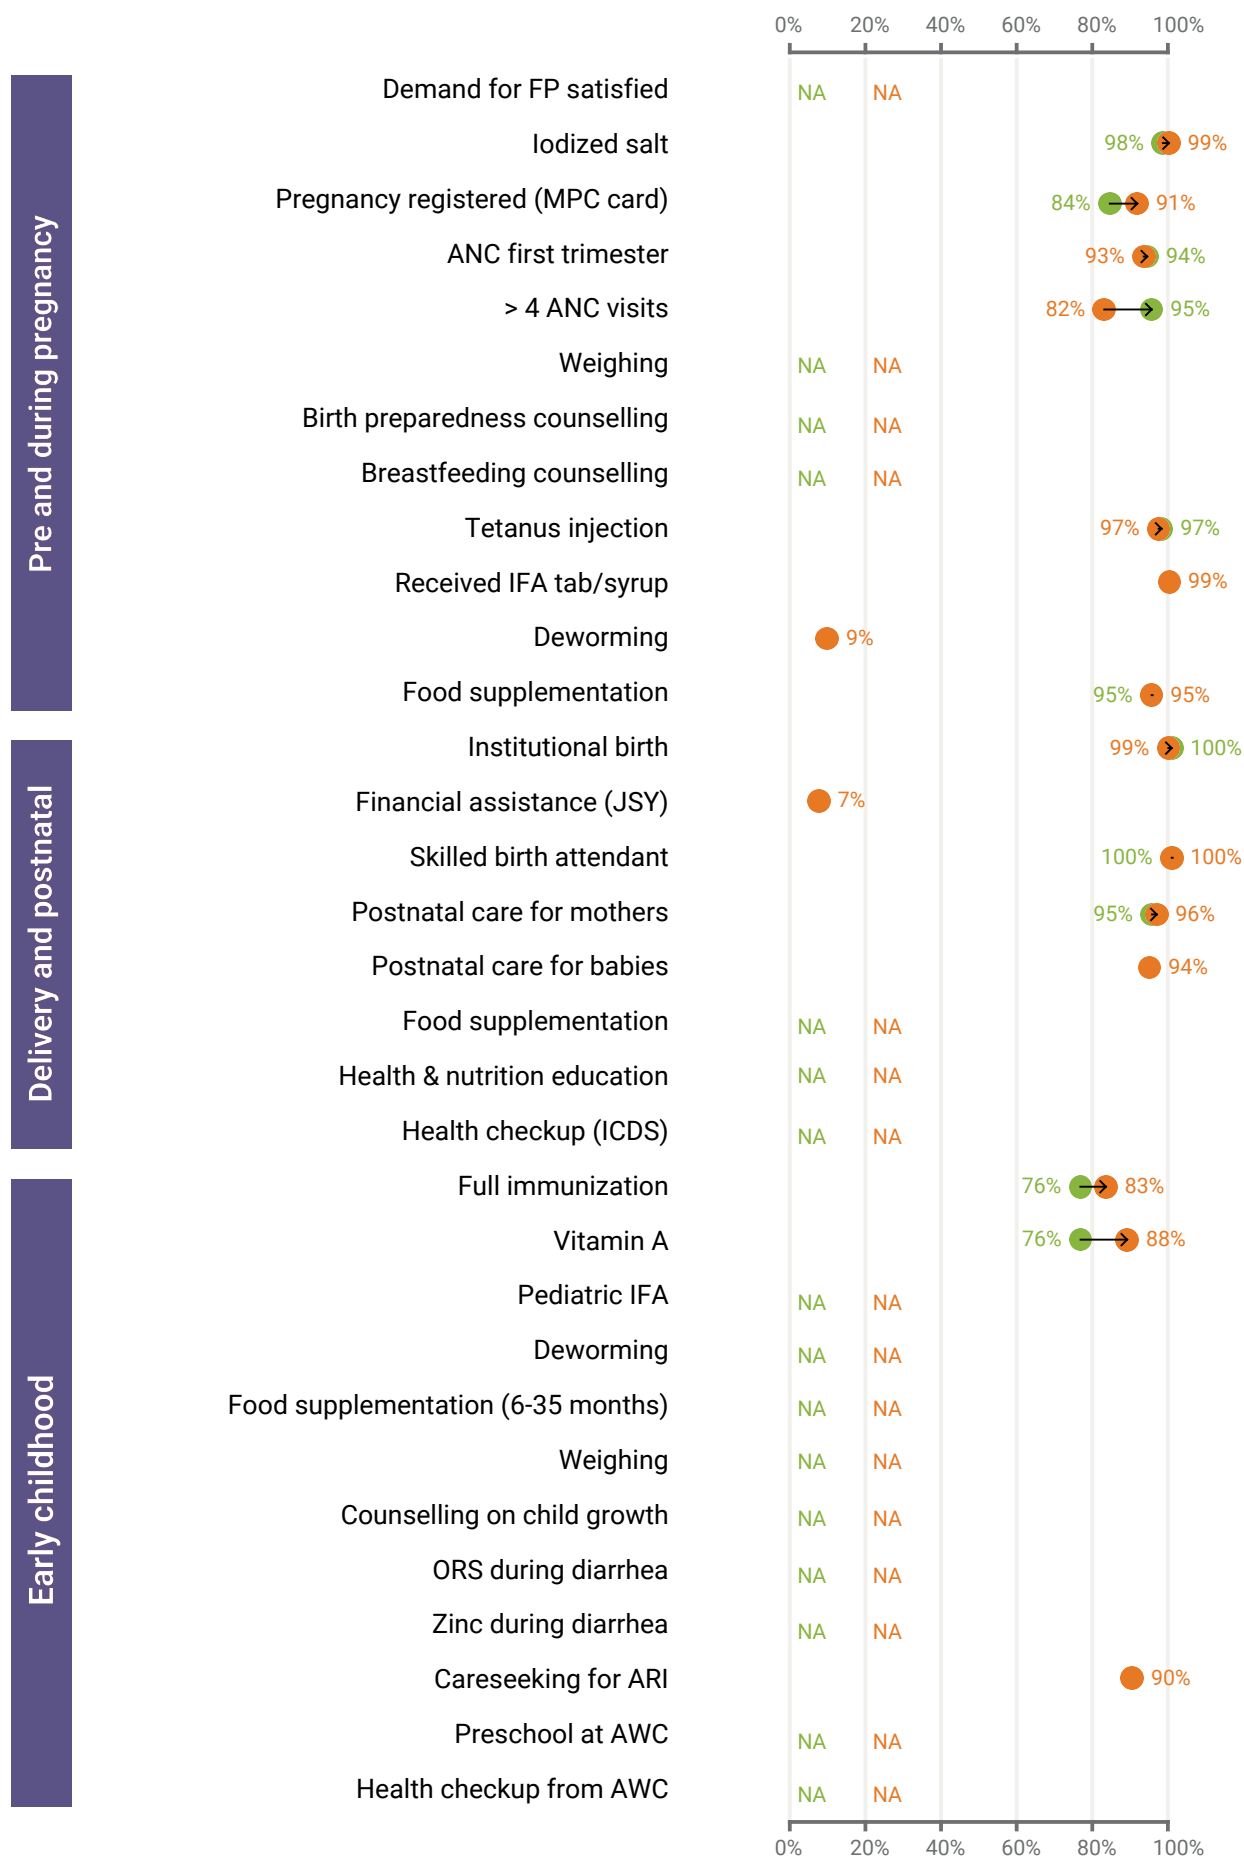 0% 20% 40% 60% 80% 100%
Pre and during pregnancy
Demand for FP satisfied NA NA
Iodized salt 98% 99%
Pregnancy registered (MPC card) 84% 91%
ANC first trimester 93% 94%
> 4 ANC visits 82% 95%
Weighing NA NA
Birth preparedness counselling NA NA
Breastfeeding counselling NA NA
Tetanus injection 97% 97%
Received IFA tab/syrup 99%
Deworming 9%
Food supplementation 95% 95%
Delivery and postnatal
Institutional birth 99% 100%
Financial assistance (JSY) 7%
Skilled birth attendant 100% 100%
Postnatal care for mothers 95% 96%
Postnatal care for babies 94%
Food supplementation NA NA
Health & nutrition education NA NA
Health checkup (ICDS) NA NA
Early childhood
Full immunization 76% 83%
Vitamin A 76% 88%
Pediatric IFA NA NA
Deworming NA NA
Food supplementation (6-35 months) NA NA
Weighing NA NA
Counselling on child growth NA NA
ORS during diarrhea NA NA
Zinc during diarrhea NA NA
Careseeking for ARI 90%
Preschool at AWC NA NA
Health checkup from AWC NA NA
0% 20% 40% 60% 80% 100%